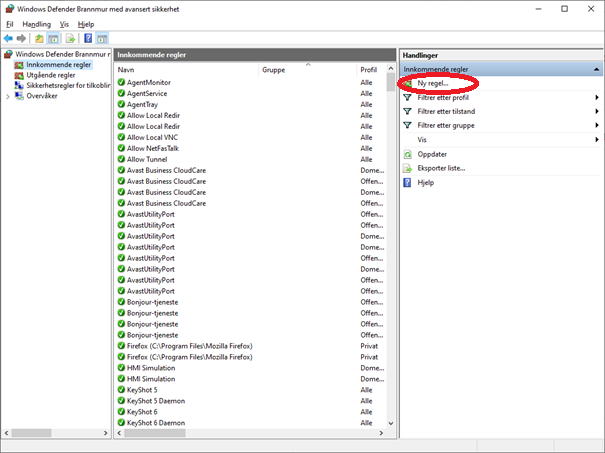 Windows Defender Brannmur med avansert sikkerhet
Fil Handling Vis Hjelp
Windows Defender Brannmur n
Innkommende regler
Utgående regler
Sikkerhetsregler for tilkoblin
Overvåker
Innkommende regler
Navn Gruppe Profil
AgentMonitor Alle
AgentService Alle
AgentTray Alle
Allow Local Redir Alle
Allow Local Redir Alle
Allow Local VNC Alle
Allow NetFasTalk Alle
Allow Tunnel Alle
Avast Business CloudCare Dome...
Avast Business CloudCare Offen...
Avast Business CloudCare Dome...
Avast Business CloudCare Offen...
AvastUtilityPort Offen...
AvastUtilityPort Offen...
AvastUtilityPort Dome...
AvastUtilityPort Offen...
AvastUtilityPort Dome...
AvastUtilityPort Dome...
AvastUtilityPort Offen...
AvastUtilityPort Offen...
Bonjour-tjeneste Offen...
Bonjour-tjeneste Offen...
Bonjour-tjeneste Offen...
Bonjour-tjeneste Offen...
Firefox (C:\Program Files\Mozilla Firefox) Privat
Firefox (C:\Program Files\Mozilla Firefox) Privat
HMI Simulation Dome...
HMI Simulation Dome...
KeyShot 5 Alle
KeyShot 5 Daemon Alle
KeyShot 6 Alle
KeyShot 6 Daemon Alle
Handlinger
Innkommende regler
Ny regel...
Filtrer etter profil
Filtrer etter tilstand
Filtrer etter gruppe
Vis
Oppdater
Eksporter liste...
Hjelp